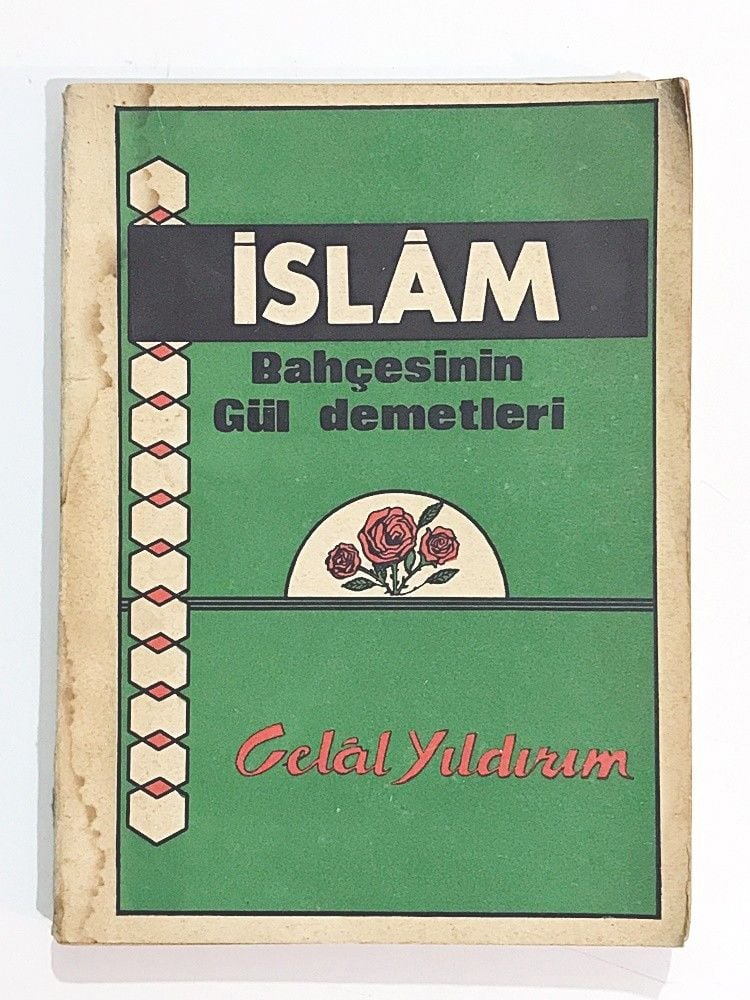 İSLÂM
Bahçesinin
Gül demetleri
Celâl Yıldırım